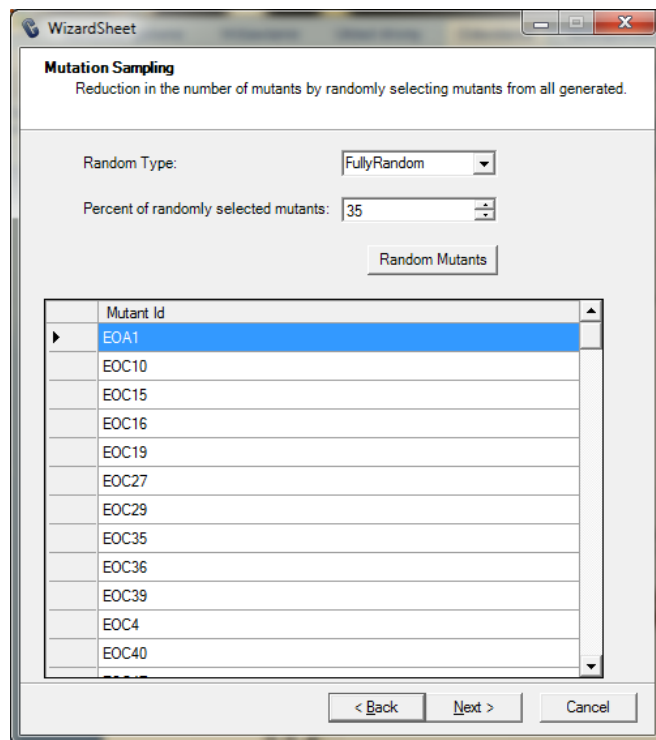 WizardSheet
Mutation Sampling
Reduction in the number of mutants by randomly selecting mutants from all generated.
Random Type: FullyRandom
Percent of randomly selected mutants: 35
Random Mutants
Mutant Id
EOA1
EOC10
EOC15
EOC16
EOC19
EOC27
EOC29
EOC35
EOC36
EOC39
EOC4
EOC40
< Back Next > Cancel